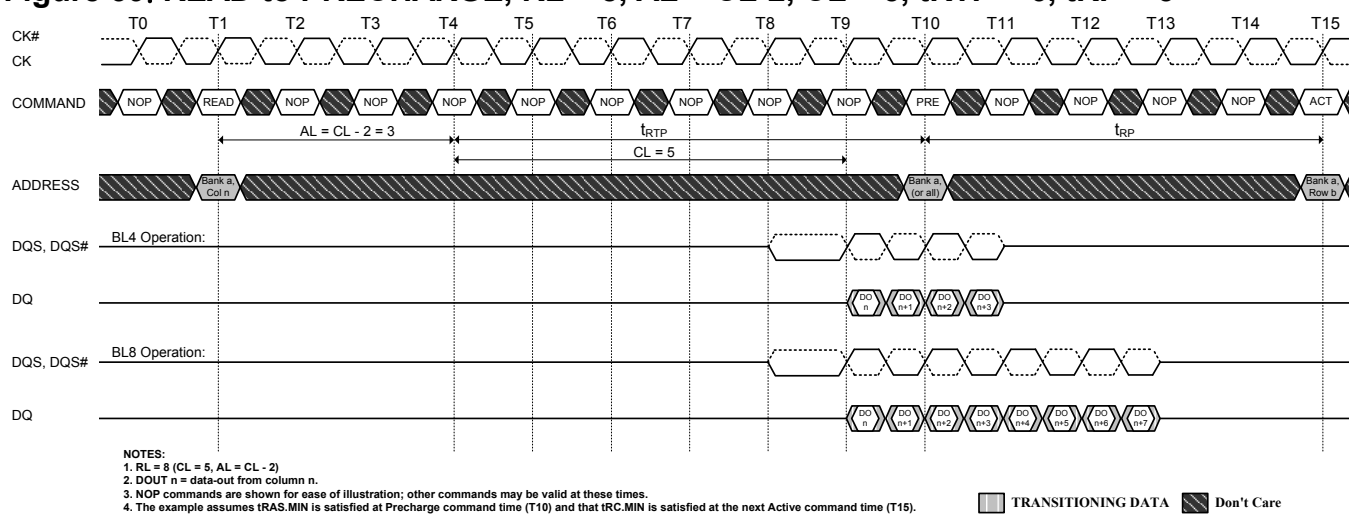 T0 T1 T2 T3 T4 T5 T6 T7 T8 T9 T10 T11 T12 T13 T14 T15
CK#
CK
COMMAND NOP READ NOP NOP NOP NOP NOP NOP NOP NOP PRE NOP NOP NOP NOP ACT
AL = CL - 2 = 3 tRTP tRP
CL = 5
ADDRESS Bank a, Col n Bank a, (or all) Bank a, Row b
BL4 Operation:
DQS, DQS#
DQ DO n DO n+1 DO n+2 DO n+3
BL8 Operation:
DQS, DQS#
DQ DO n DO n+1 DO n+2 DO n+3 DO n+4 DO n+5 DO n+6 DO n+7
NOTES:
1. RL = 8 (CL = 5, AL = CL - 2)
2. DOUT n = data-out from column n.
3. NOP commands are shown for ease of illustration; other commands may be valid at these times.
4. The example assumes tRAS.MIN is satisfied at Precharge command time (T10) and that tRC.MIN is satisfied at the next Active command time (T15).
TRANSITIONING DATA Don't Care